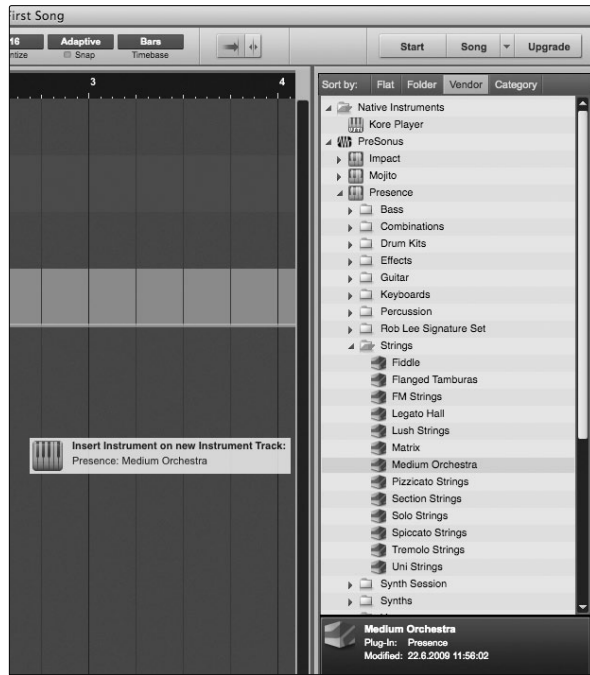 First Song
16 Adaptive Bars
ntize Snap Timebase
Start Song Upgrade
3 4
Sort by: Flat Folder Vendor Category
Native Instruments
Kore Player
PreSonus
Impact
Mojito
Presence
Bass
Combinations
Drum Kits
Effects
Guitar
Keyboards
Percussion
Rob Lee Signature Set
Strings
Fiddle
Flanged Tamburas
FM Strings
Legato Hall
Lush Strings
Matrix
Medium Orchestra
Pizzicato Strings
Section Strings
Solo Strings
Spiccato Strings
Tremolo Strings
Uni Strings
Synth Session
Synths
Insert Instrument on new Instrument Track:
Presence: Medium Orchestra
Medium Orchestra
Plug-In: Presence
Modified: 22.6.2009 11:56:02